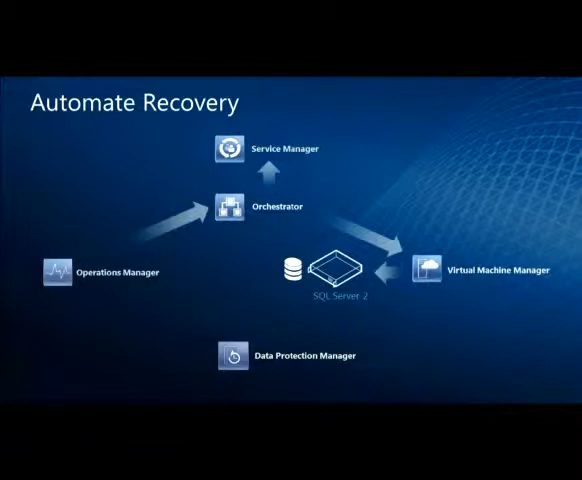 Automate Recovery
Service Manager
Orchestrator
Operations Manager
Virtual Machine Manager
SQL Server 2
Data Protection Manager